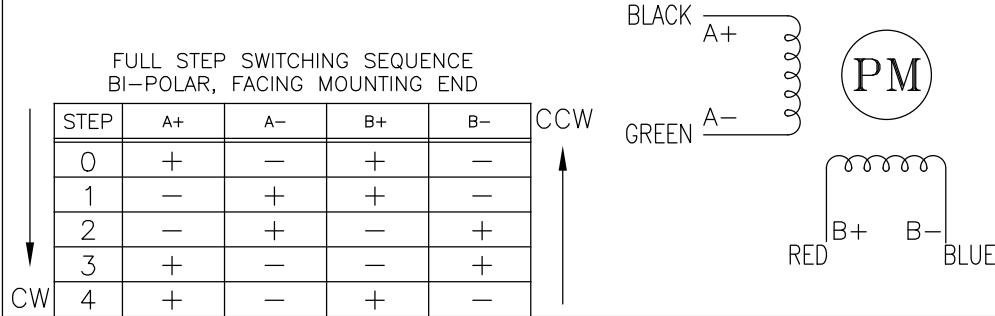 FULL STEP SWITCHING SEQUENCE
BI-POLAR, FACING MOUNTING END
STEP A+ A- B+ B-
0 + - + -
1 - + + -
2 - + - +
3 + - - +
4 + - + -
CW
CCW
BLACK
A+
A-
GREEN
PM
B+ B-
RED BLUE